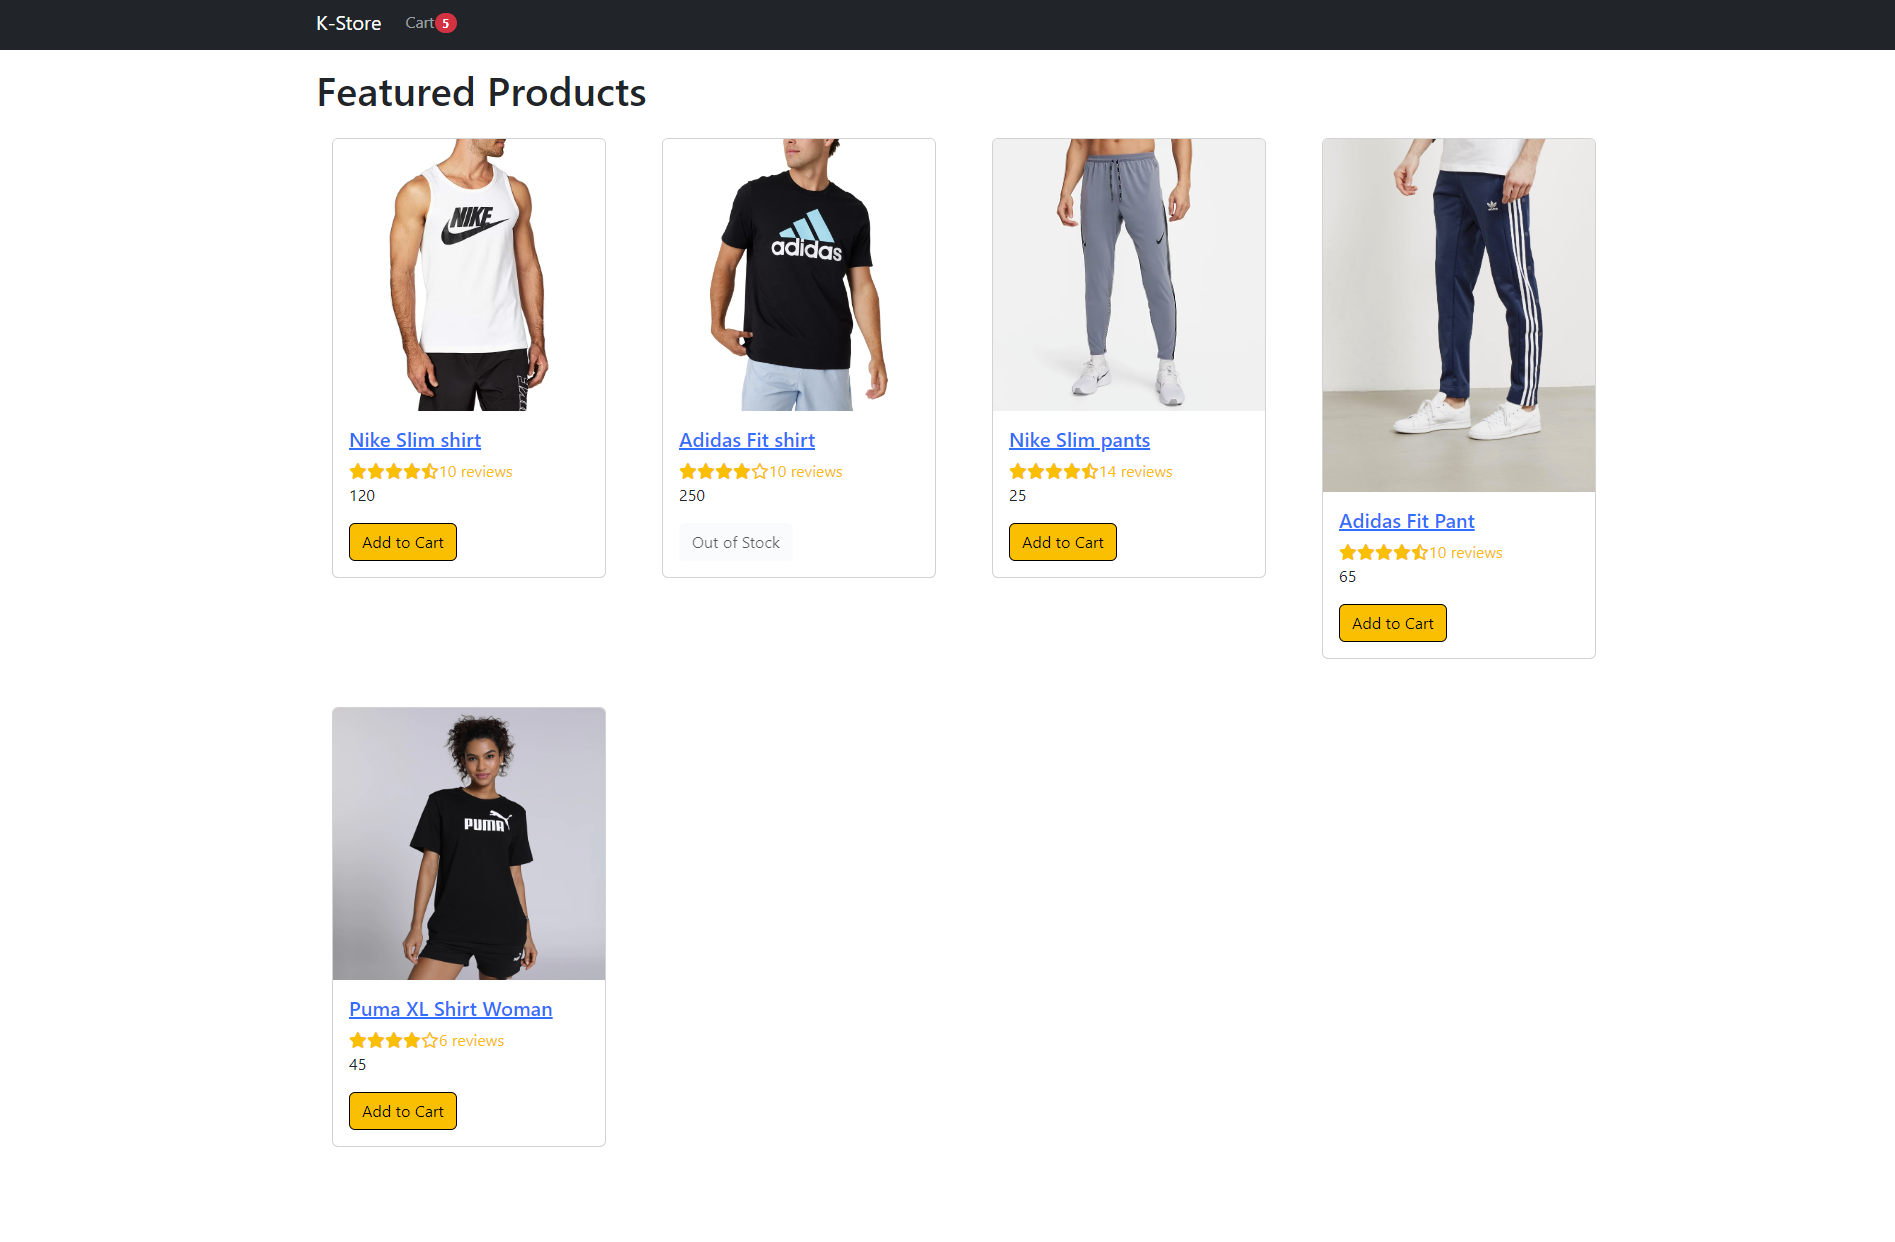 K-Store Cart 5
Featured Products
NIKE
Nike Slim shirt
10 reviews
120
Add to Cart
adidas
Adidas Fit shirt
10 reviews
250
Out of Stock
Nike Slim pants
14 reviews
25
Add to Cart
Adidas Fit Pant
10 reviews
65
Add to Cart
PUMA
Puma XL Shirt Woman
6 reviews
45
Add to Cart